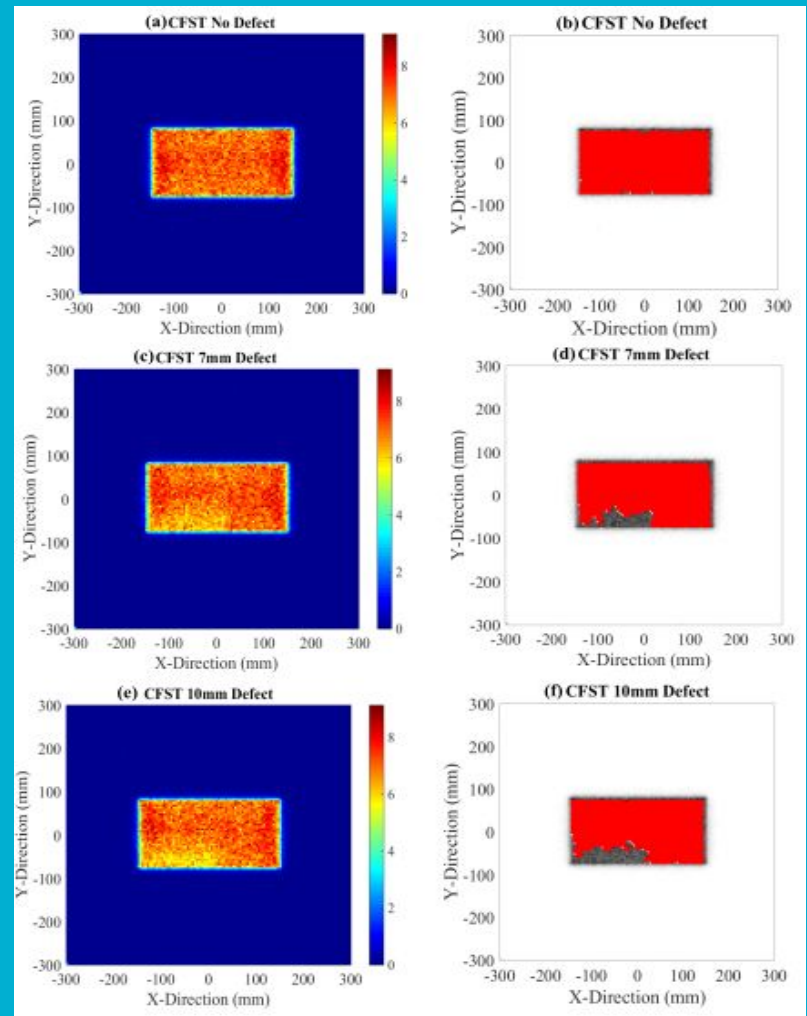 (a)CFST No Defect
300
200
100
0
-100
-200
-300
Y-Direction (mm)
-300 -200 -100 0 100 200 300
X-Direction (mm)
8
6
4
2
0
(b) CFST No Defect
300
200
100
0
-100
-200
-300
Y-Direction (mm)
-300 -200 -100 0 100 200 300
X-Direction (mm)
(c)CFST 7mm Defect
300
200
100
0
-100
-200
-300
Y-Direction (mm)
-300 -200 -100 0 100 200 300
X-Direction (mm)
8
6
4
2
0
(d) CFST 7mm Defect
300
200
100
0
-100
-200
-300
Y-Direction (mm)
-300 -200 -100 0 100 200 300
X-Direction (mm)
(e) CFST 10mm Defect
300
200
100
0
-100
-200
-300
Y-Direction (mm)
-300 -200 -100 0 100 200 300
X-Direction (mm)
8
6
4
2
0
(f) CFST 10mm Defect
300
200
100
0
-100
-200
-300
Y-Direction (mm)
-300 -200 -100 0 100 200 300
X-Direction (mm)